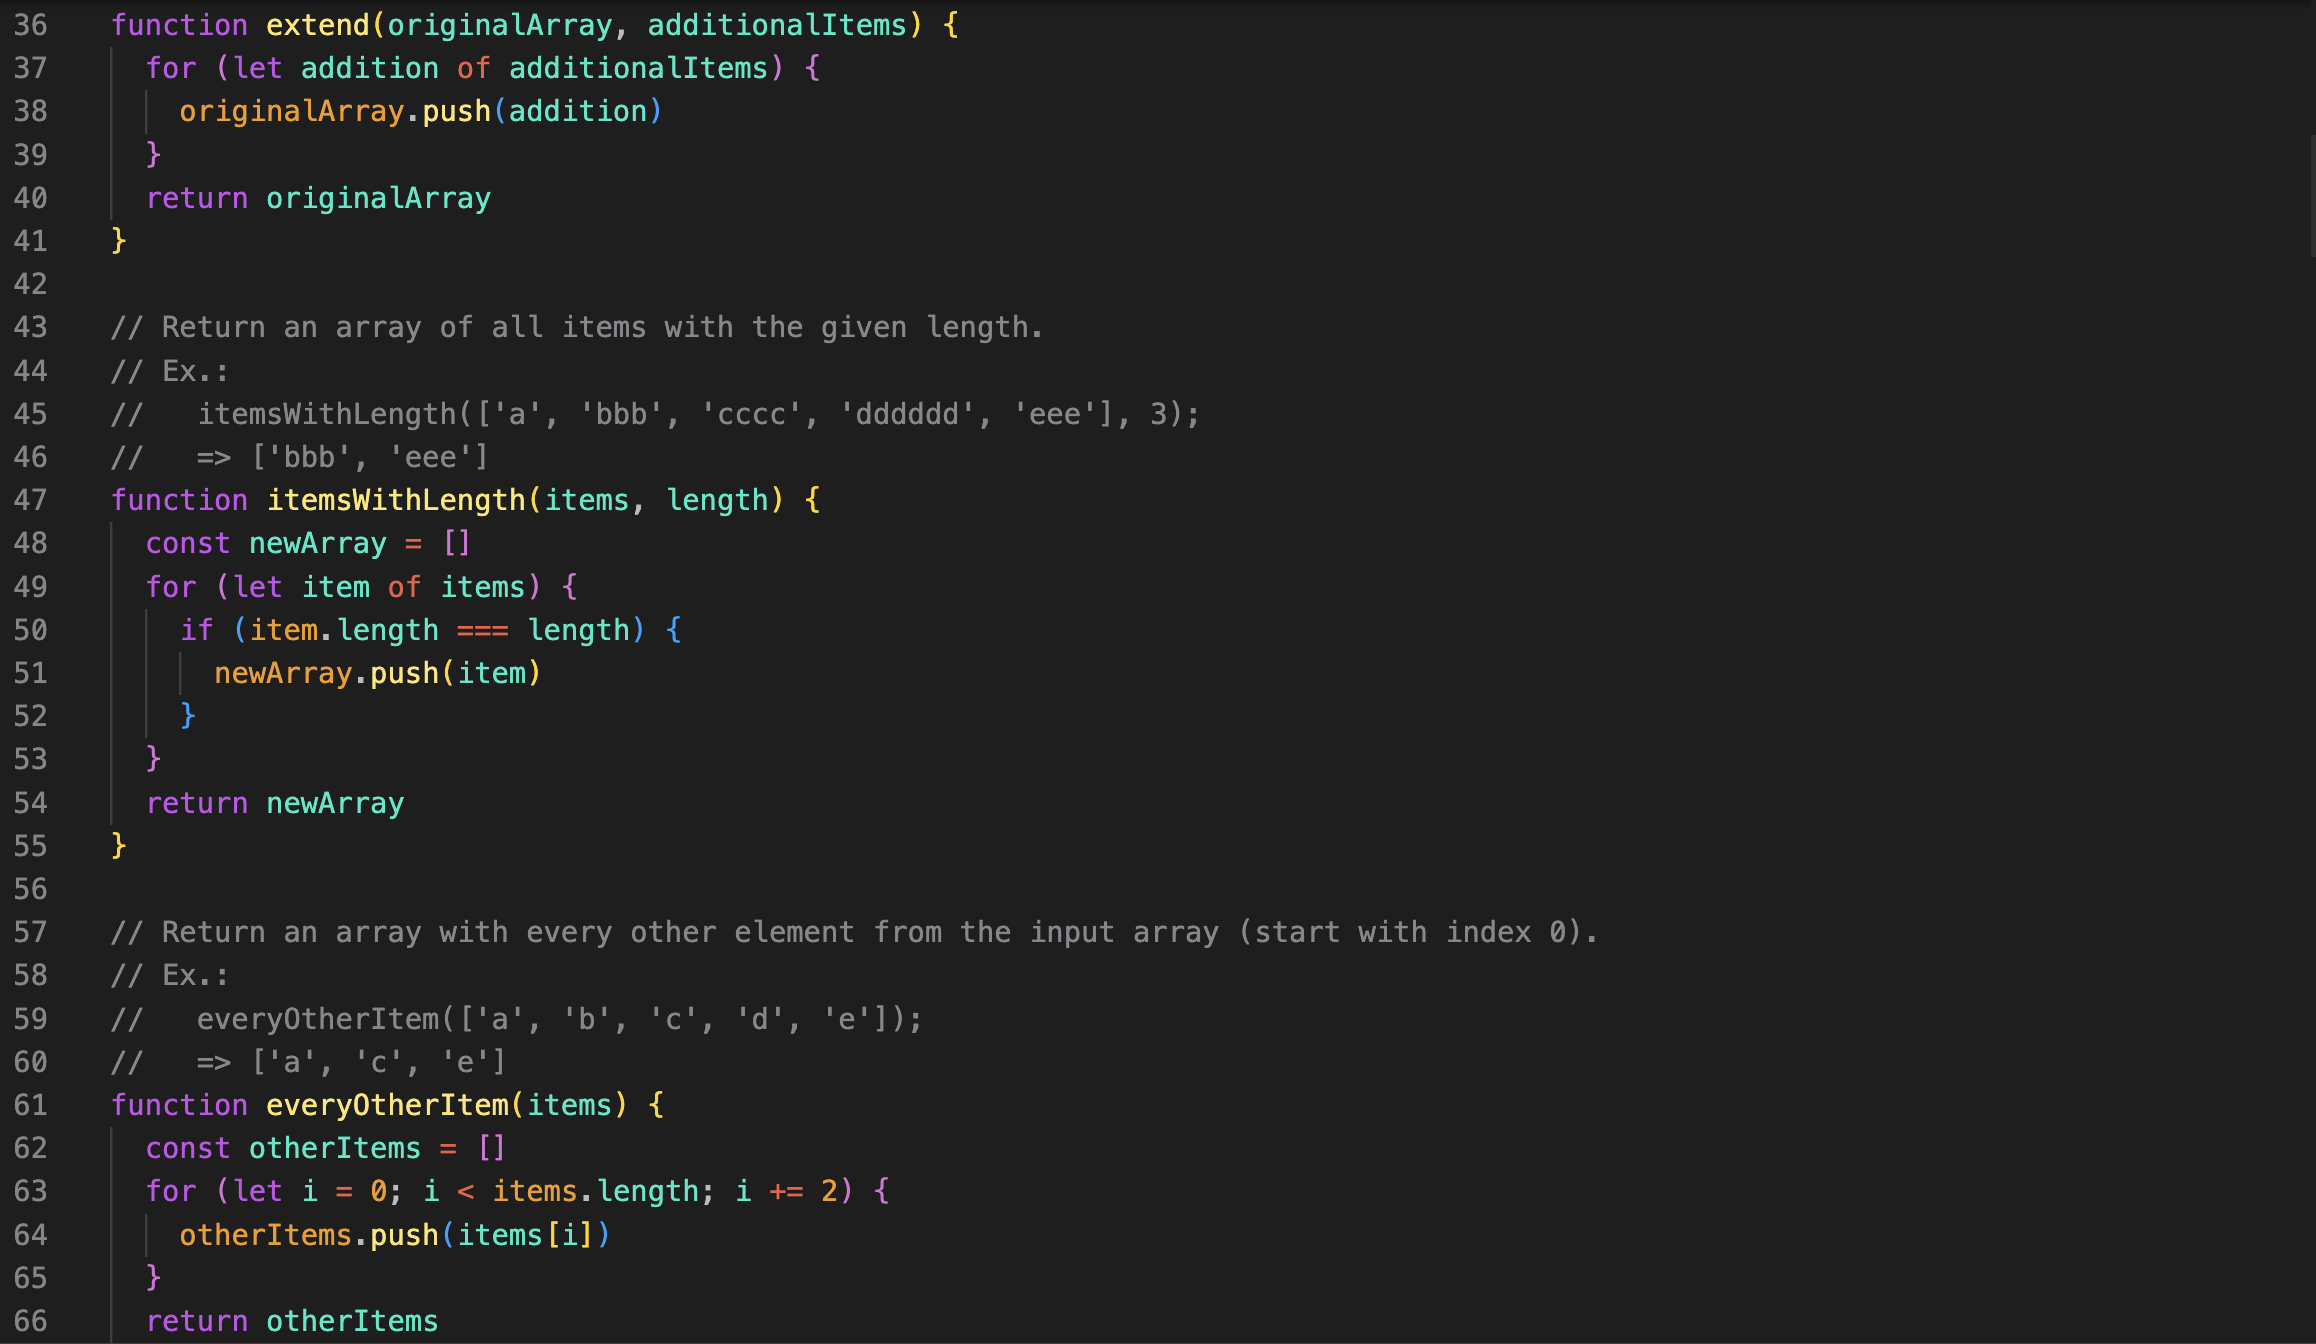 36 function extend(originalArray, additionalItems) {
37   for (let addition of additionalItems) {
38     originalArray.push(addition)
39   }
40   return originalArray
41 }
42
43 // Return an array of all items with the given length.
44 // Ex.:
45 //   itemsWithLength(['a', 'bbb', 'cccc', 'dddddd', 'eee'], 3);
46 //   => ['bbb', 'eee']
47 function itemsWithLength(items, length) {
48   const newArray = []
49   for (let item of items) {
50     if (item.length === length) {
51       newArray.push(item)
52     }
53   }
54   return newArray
55 }
56
57 // Return an array with every other element from the input array (start with index 0).
58 // Ex.:
59 //   everyOtherItem(['a', 'b', 'c', 'd', 'e']);
60 //   => ['a', 'c', 'e']
61 function everyOtherItem(items) {
62   const otherItems = []
63   for (let i = 0; i < items.length; i += 2) {
64     otherItems.push(items[i])
65   }
66   return otherItems